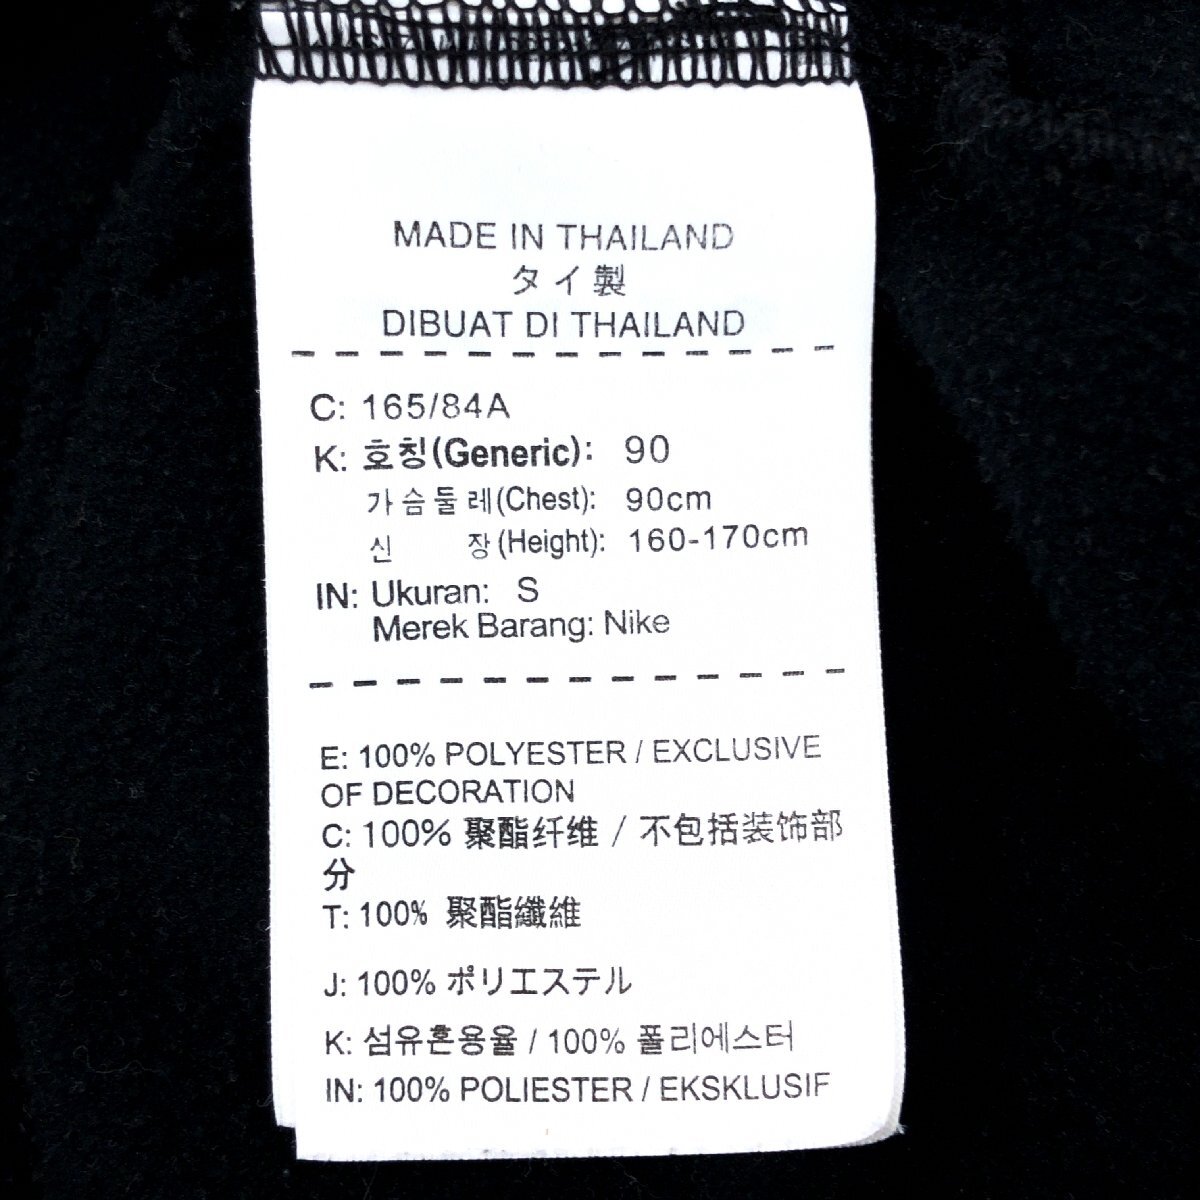 MADE IN THAILAND
タイ製
DIBUAT DI THAILAND
C: 165/84A
K: 호칭(Generic): 90
가슴둘레(Chest): 90cm
신 장(Height): 160-170cm
IN: Ukuran: S
Merek Barang: Nike
E: 100% POLYESTER / EXCLUSIVE
OF DECORATION
C: 100% 聚酯纤维 / 不包括装饰部
分
T: 100% 聚酯纖維
J: 100% ポリエステル
K: 섬유혼용율 / 100% 폴리에스터
IN: 100% POLIESTER / EKSKLUSIF